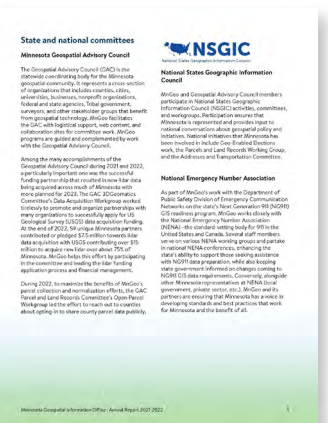 State and national committees
Minnesota Geospatial Advisory Council
The Geospatial Advisory Council (GAC) is the
statewide coordinating body for the Minnesota
geospatial community. It represents a cross-section
of organizations that includes counties, cities,
universities, businesses, nonprofit organizations,
federal and state agencies, Tribal government,
surveyors, and other stakeholder groups that benefit
from geospatial technology. MnGeo facilitates
the GAC with logistical support, web content, and
collaboration sites for committee work. MnGeo
programs are guided and complemented by work
with the Geospatial Advisory Council.
Among the many accomplishments of the
Geospatial Advisory Council during 2021 and 2022,
a particularly important one was the successful
funding partnership that resulted in new lidar data
being acquired across much of Minnesota with
more planned for 2023. The GAC 3DGeomatics
Committee's Data Acquisition Workgroup worked
tirelessly to promote and organize partnerships with
many organizations to successfully apply for US
Geological Survey (USGS) data acquisition funding.
At the end of 2022, 59 unique Minnesota partners
contributed or pledged $7.5 million towards lidar
data acquisition with USGS contributing over $15
million to acquire new lidar over about 75% of
Minnesota. MnGeo helps this effort by participating
in the committee and leading the lidar funding
application process and financial management.
During 2022, to maximize the benefits of MnGeo's
parcel collection and normalization efforts, the GAC
Parcel and Land Records Committee's Open Parcel
Workgroup led the effort to reach out to counties
about opting-in to share county parcel data publicly.
NSGIC
National States Geographic Information Council
National States Geographic Information
Council
MnGeo and Geospatial Advisory Council members
participate in National States Geographic
Information Council (NSGIC) activities, committees,
and workgroups. Participation ensures that
Minnesota is represented and provides input to
national conversations about geospatial policy and
initiatives. National initiatives that Minnesota has
been involved in include Geo-Enabled Elections
work, the Parcels and Land Records Working Group,
and the Addresses and Transportation Committee.
National Emergency Number Association
As part of MnGeo's work with the Department of
Public Safety Division of Emergency Communication
Networks on the state's Next Generation 911 (NG911)
GIS readiness program, MnGeo works closely with
the National Emergency Number Association
(NENA)–the standard setting body for 911 in the
United States and Canada. Several staff members
serve on various NENA working groups and partake
in national NENA conferences, enhancing the
state's ability to support those seeking assistance
with NG911 data preparation, while also keeping
state government informed on changes coming to
NG911 GIS data requirements. Conversely, alongside
other Minnesota representatives at NENA (local
government, private sector, etc.), MnGeo and its
partners are ensuring that Minnesota has a voice in
developing standards and best practices that work
for Minnesota and the benefit of all.
Minnesota Geospatial Information Office : Annual Report 2021-2022